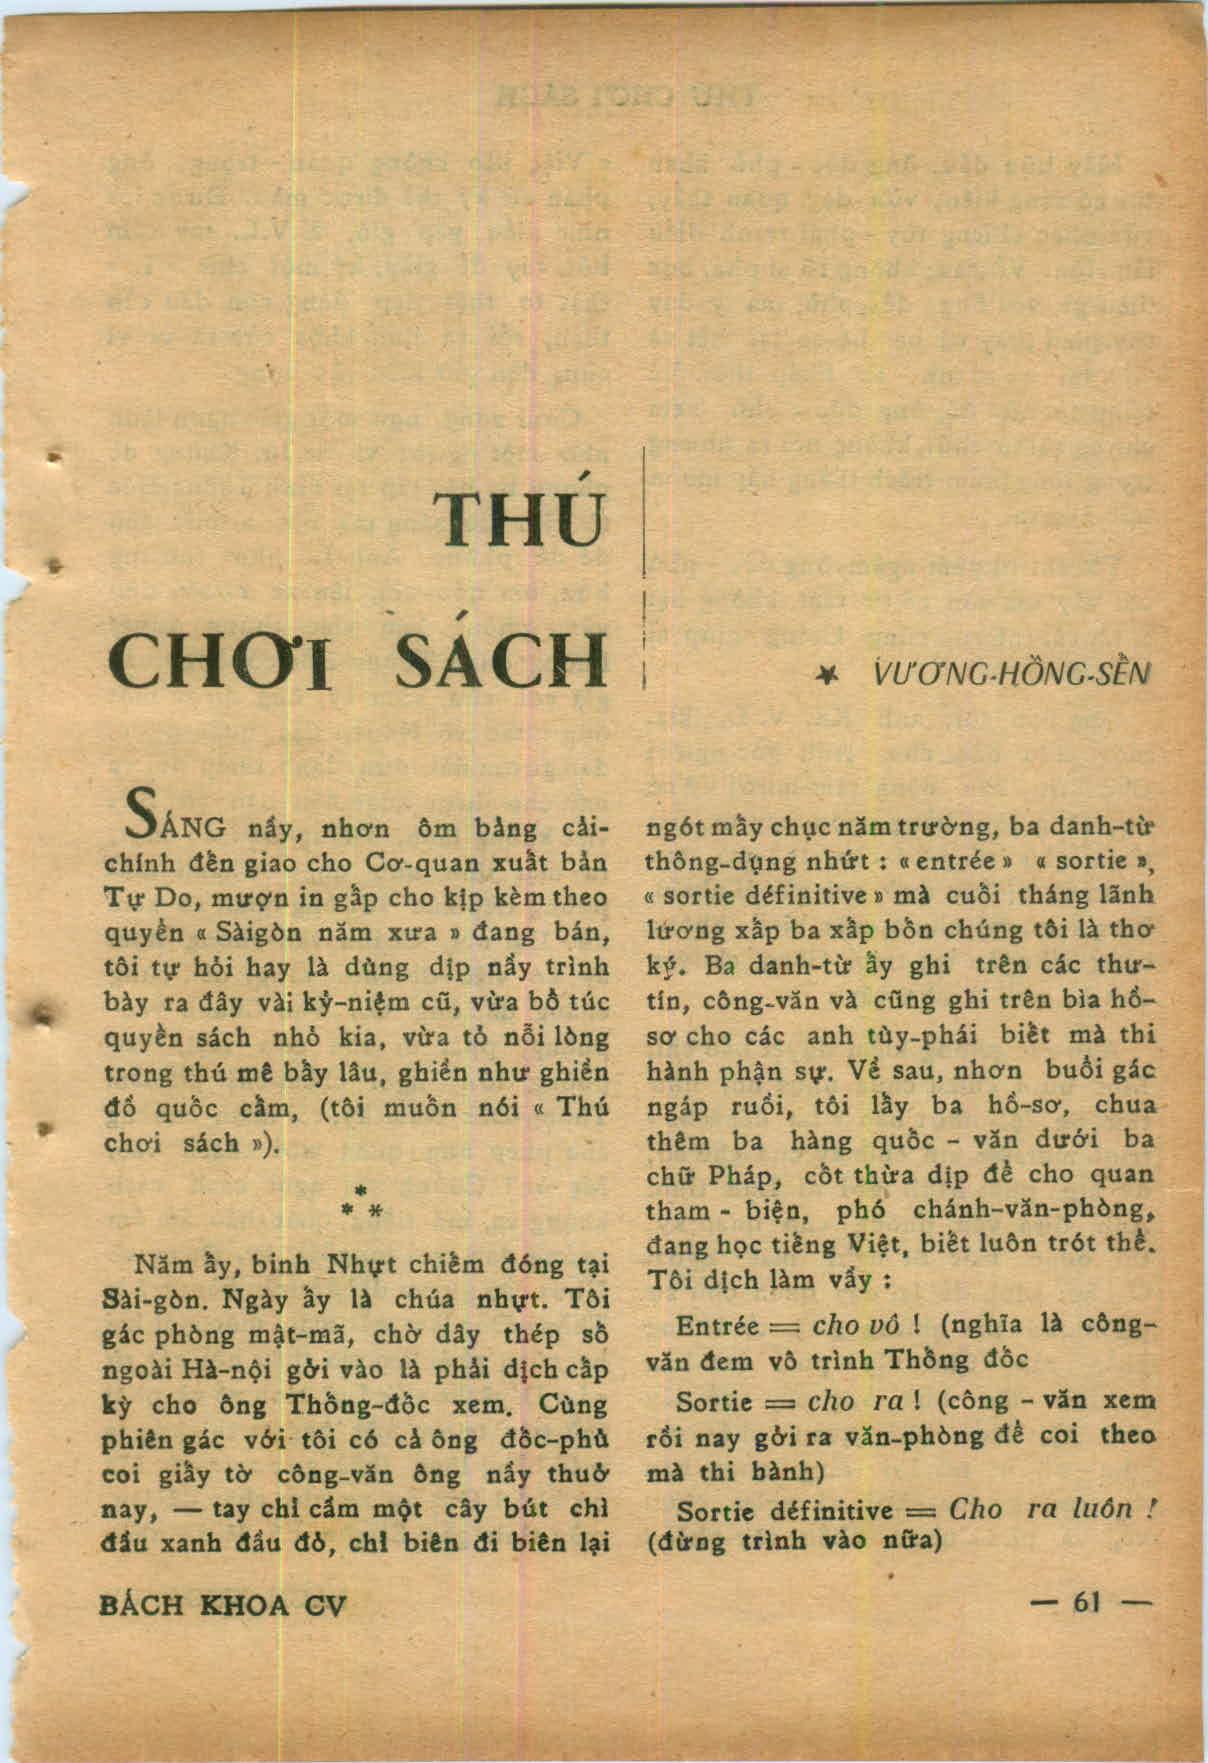 THÚ
CHƠI SÁCH
★ VƯƠNG-HỒNG-SỀN
SÁNG nầy, nhơn ôm bảng cải-
chính đến giao cho Cơ-quan xuất bản
Tự Do, mượn in gấp cho kịp kèm theo
quyển « Sàigòn năm xưa » đang bán,
tôi tự hỏi hay là dùng dịp nầy trình
bày ra đây vài kỷ-niệm cũ, vừa bổ túc
quyển sách nhỏ kia, vừa tỏ nỗi lòng
trong thú mê bấy lâu, ghiền như ghiền
đổ quốc cấm, (tôi muốn nói « Thú
chơi sách »).
* * *
Năm ấy, binh Nhựt chiếm đóng tại
Sài-gòn. Ngày ấy là chúa nhựt. Tôi
gác phòng mật-mã, chờ dây thép số
ngoài Hà-nội gởi vào là phải dịch cấp
kỳ cho ông Thống-đốc xem. Cùng
phiên gác với tôi có cả ông đốc-phủ
coi giấy tờ công-văn ông nầy thuở
nay, — tay chỉ cầm một cây bút chì
đầu xanh đầu đỏ, chỉ biên đi biên lại
ngót mấy chục năm trường, ba danh-từ
thông-dụng nhứt : « entrée » « sortie »,
« sortie définitive » mà cuối tháng lãnh
lương xấp ba xấp bốn chúng tôi là thơ
ký. Ba danh-từ ấy ghi trên các thư-
tín, công-văn và cũng ghi trên bìa hồ-
sơ cho các anh tùy-phái biết mà thi
hành phận sự. Về sau, nhơn buổi gác
ngáp ruồi, tôi lấy ba hồ-sơ, chua
thêm ba hàng quốc - văn dưới ba
chữ Pháp, cốt thừa dịp để cho quan
tham - biện, phó chánh-văn-phòng,
đang học tiếng Việt, biết luôn trót thể.
Tôi dịch làm vầy :
Entrée = cho vô ! (nghĩa là công-
văn đem vô trình Thống đốc
Sortie = cho ra ! (công - văn xem
rồi nay gởi ra văn-phòng để coi theo
mà thi hành)
Sortie définitive = Cho ra luôn !
(đừng trình vào nữa)
BÁCH KHOA CV
— 61 —